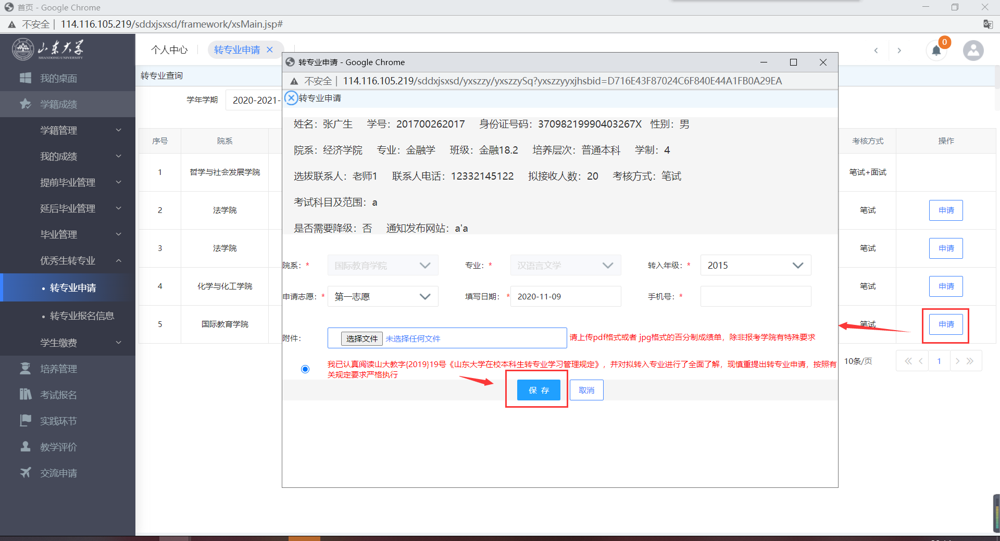 首页 - Google Chrome
不安全 | 114.116.105.219/sddxjsxsd/framework/xsMain.jsp#
山东大学
SHANDONG UNIVERSITY
个人中心
转专业申请 ×
0
我的桌面
学籍成绩
学籍管理
我的成绩
提前毕业管理
延后毕业管理
毕业管理
优秀生转专业
• 转专业申请
• 转专业报名信息
学生缴费
培养管理
考试报名
实践环节
教学评价
交流申请
转专业查询
学年学期 2020-2021-
序号 院系 考核方式 操作
1 哲学与社会发展学院 笔试+面试
2 法学院 笔试 申请
3 法学院 笔试 申请
4 化学与化工学院 笔试 申请
5 国际教育学院 笔试 申请
10条/页 1
转专业申请 - Google Chrome
不安全 | 114.116.105.219/sddxjsxsd/yxszzy/yxszzySq?yxszzyyxjhsbid=D716E43F87024C6F840E44A1FB0A29EA
转专业申请
姓名：张广生 学号：201700262017 身份证号码：37098219990403267X 性别：男
院系：经济学院 专业：金融学 班级：金融18.2 培养层次：普通本科 学制：4
选拔联系人：老师1 联系人电话：12332145122 拟接收人数：20 考核方式：笔试
考试科目及范围：a
是否需要降级：否 通知发布网站：a'a
院系：* 国际教育学院 专业：* 汉语言文学 转入年级：* 2015
申请志愿：* 第一志愿 填写日期：* 2020-11-09 手机号：*
附件： 选择文件 未选择任何文件 请上传pdf格式或者 jpg格式的百分制成绩单，除非报考学院有特殊要求
我已认真阅读山大教字{2019}19号《山东大学在校本科生转专业学习管理规定》，并对拟转入专业进行了全面了解，现慎重提出转专业申请，按照有
关规定要求严格执行
保 存 取消